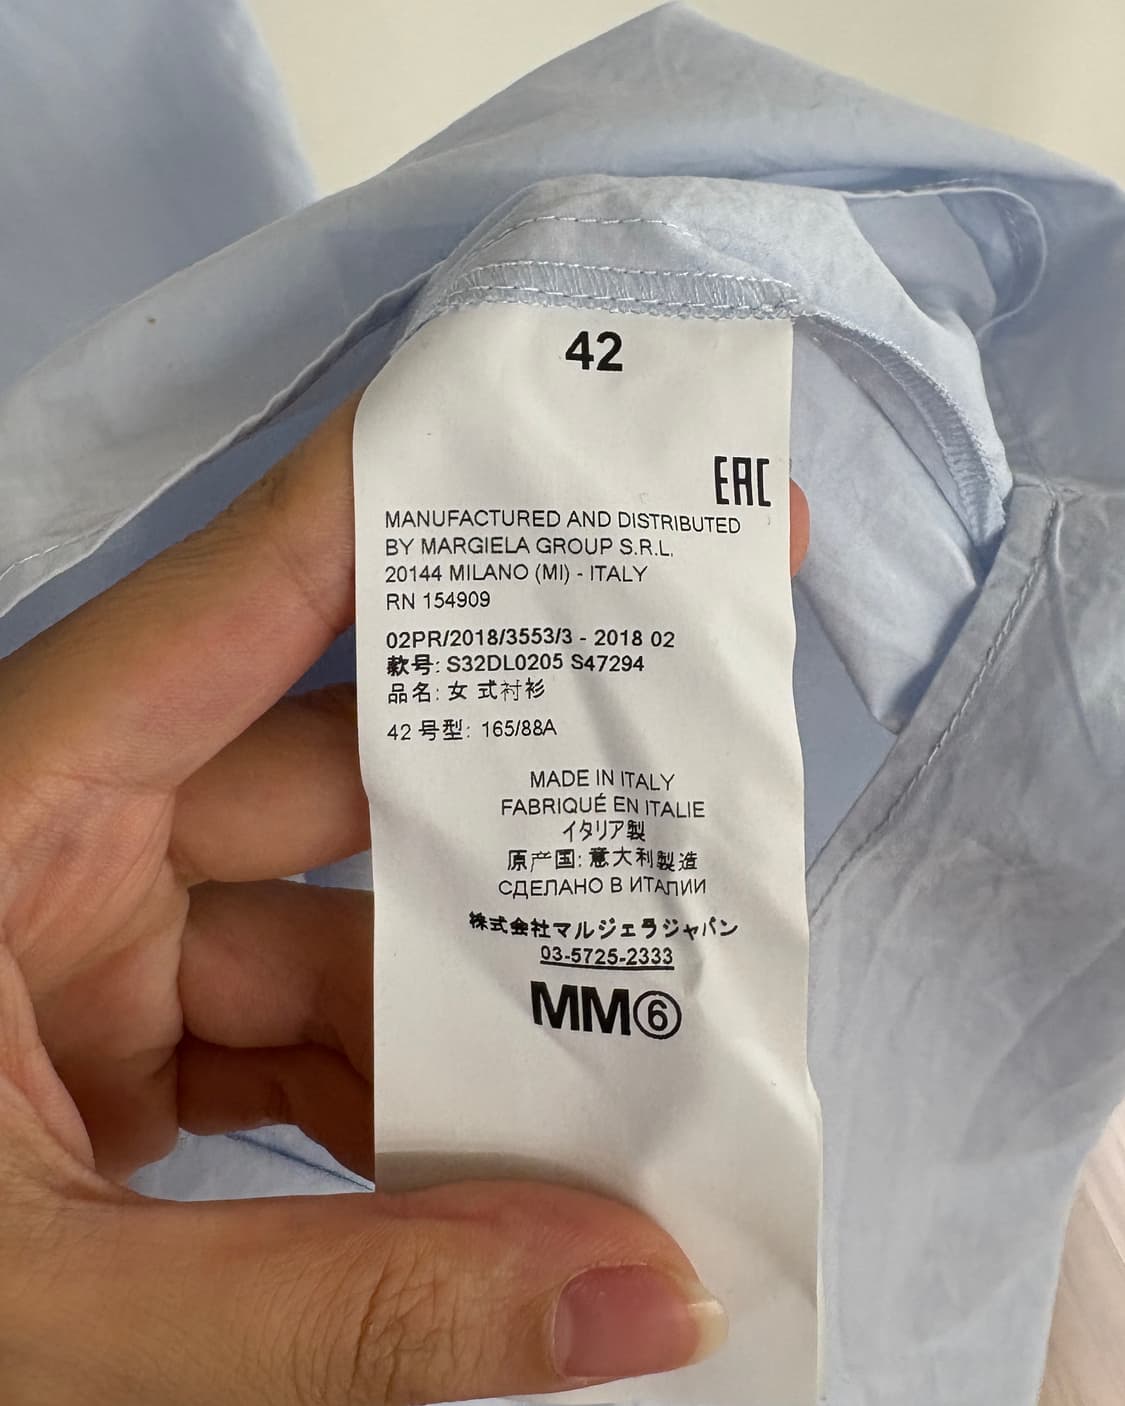 42
EAC
MANUFACTURED AND DISTRIBUTED
BY MARGIELA GROUP S.R.L.
20144 MILANO (MI) - ITALY
RN 154909
02PR/2018/3553/3 - 2018 02
款号: S32DL0205 S47294
品名: 女 式衬衫
42 号型: 165/88A
MADE IN ITALY
FABRIQUÉ EN ITALIE
イタリア製
原产国: 意大利製造
СДЕЛАНО В ИТАЛИИ
株式会社マルジェラジャパン
03-5725-2333
MM⑥